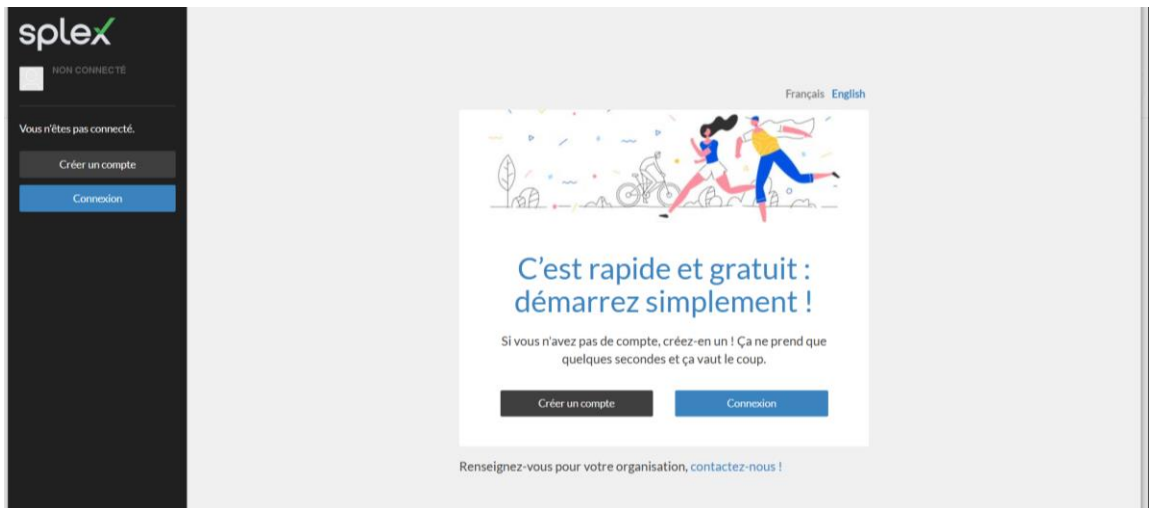 splex
NON CONNECTÉ
Vous n'êtes pas connecté.
Créer un compte
Connexion
Français English
C’est rapide et gratuit :
démarrez simplement !
Si vous n'avez pas de compte, créez-en un ! Ça ne prend que
quelques secondes et ça vaut le coup.
Créer un compte Connexion
Renseignez-vous pour votre organisation, contactez-nous !